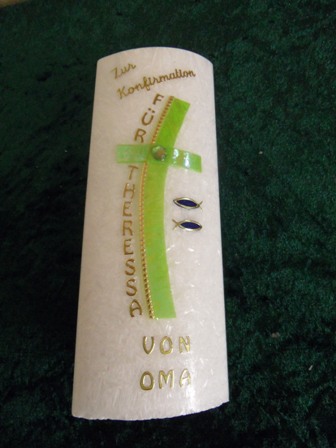 Zur
Konfirmation
FÜR THERESSA
VON
OMA